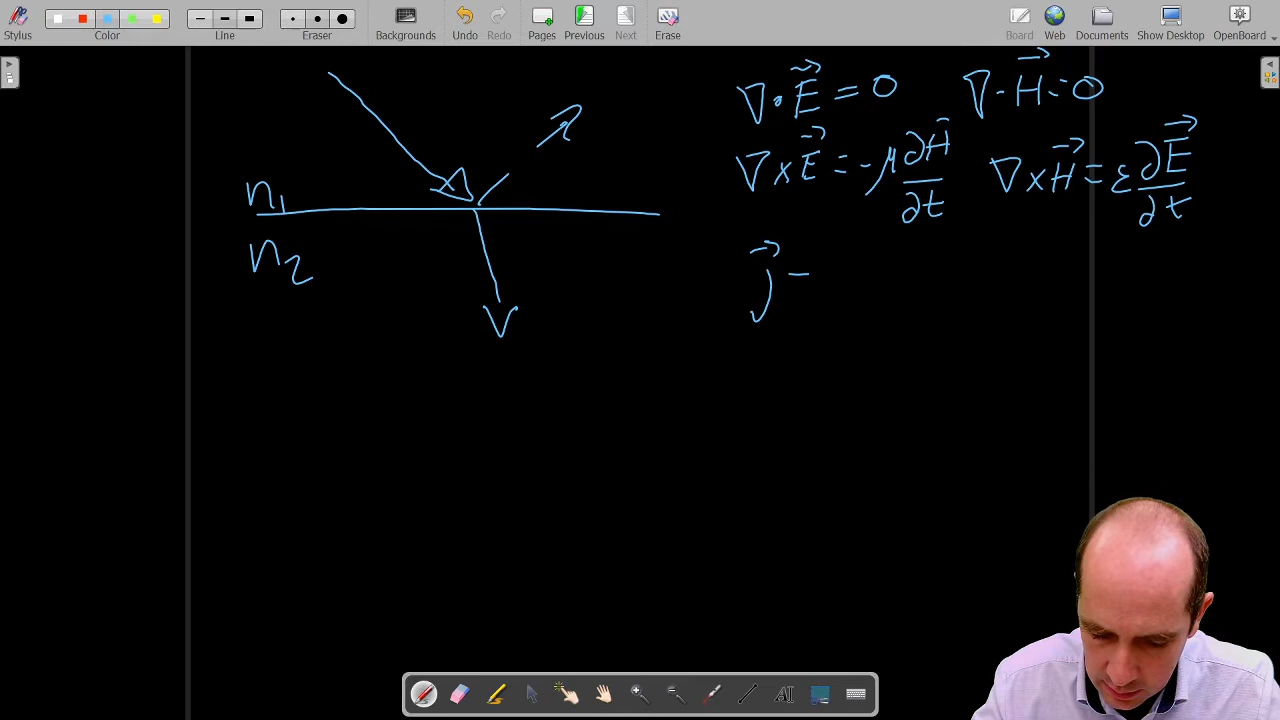 Stylus
Color
Line
Eraser
Backgrounds
Undo
Redo
Pages
Previous
Next
Erase
Board
Web
Documents
Show Desktop
OpenBoard
∇·E⃗ = 0 ∇·H⃗ = 0
∇×E⃗ = -μ ∂H⃗/∂t ∇×H⃗ = ε ∂E⃗/∂t
n₁
n₂
j⃗ -
AI